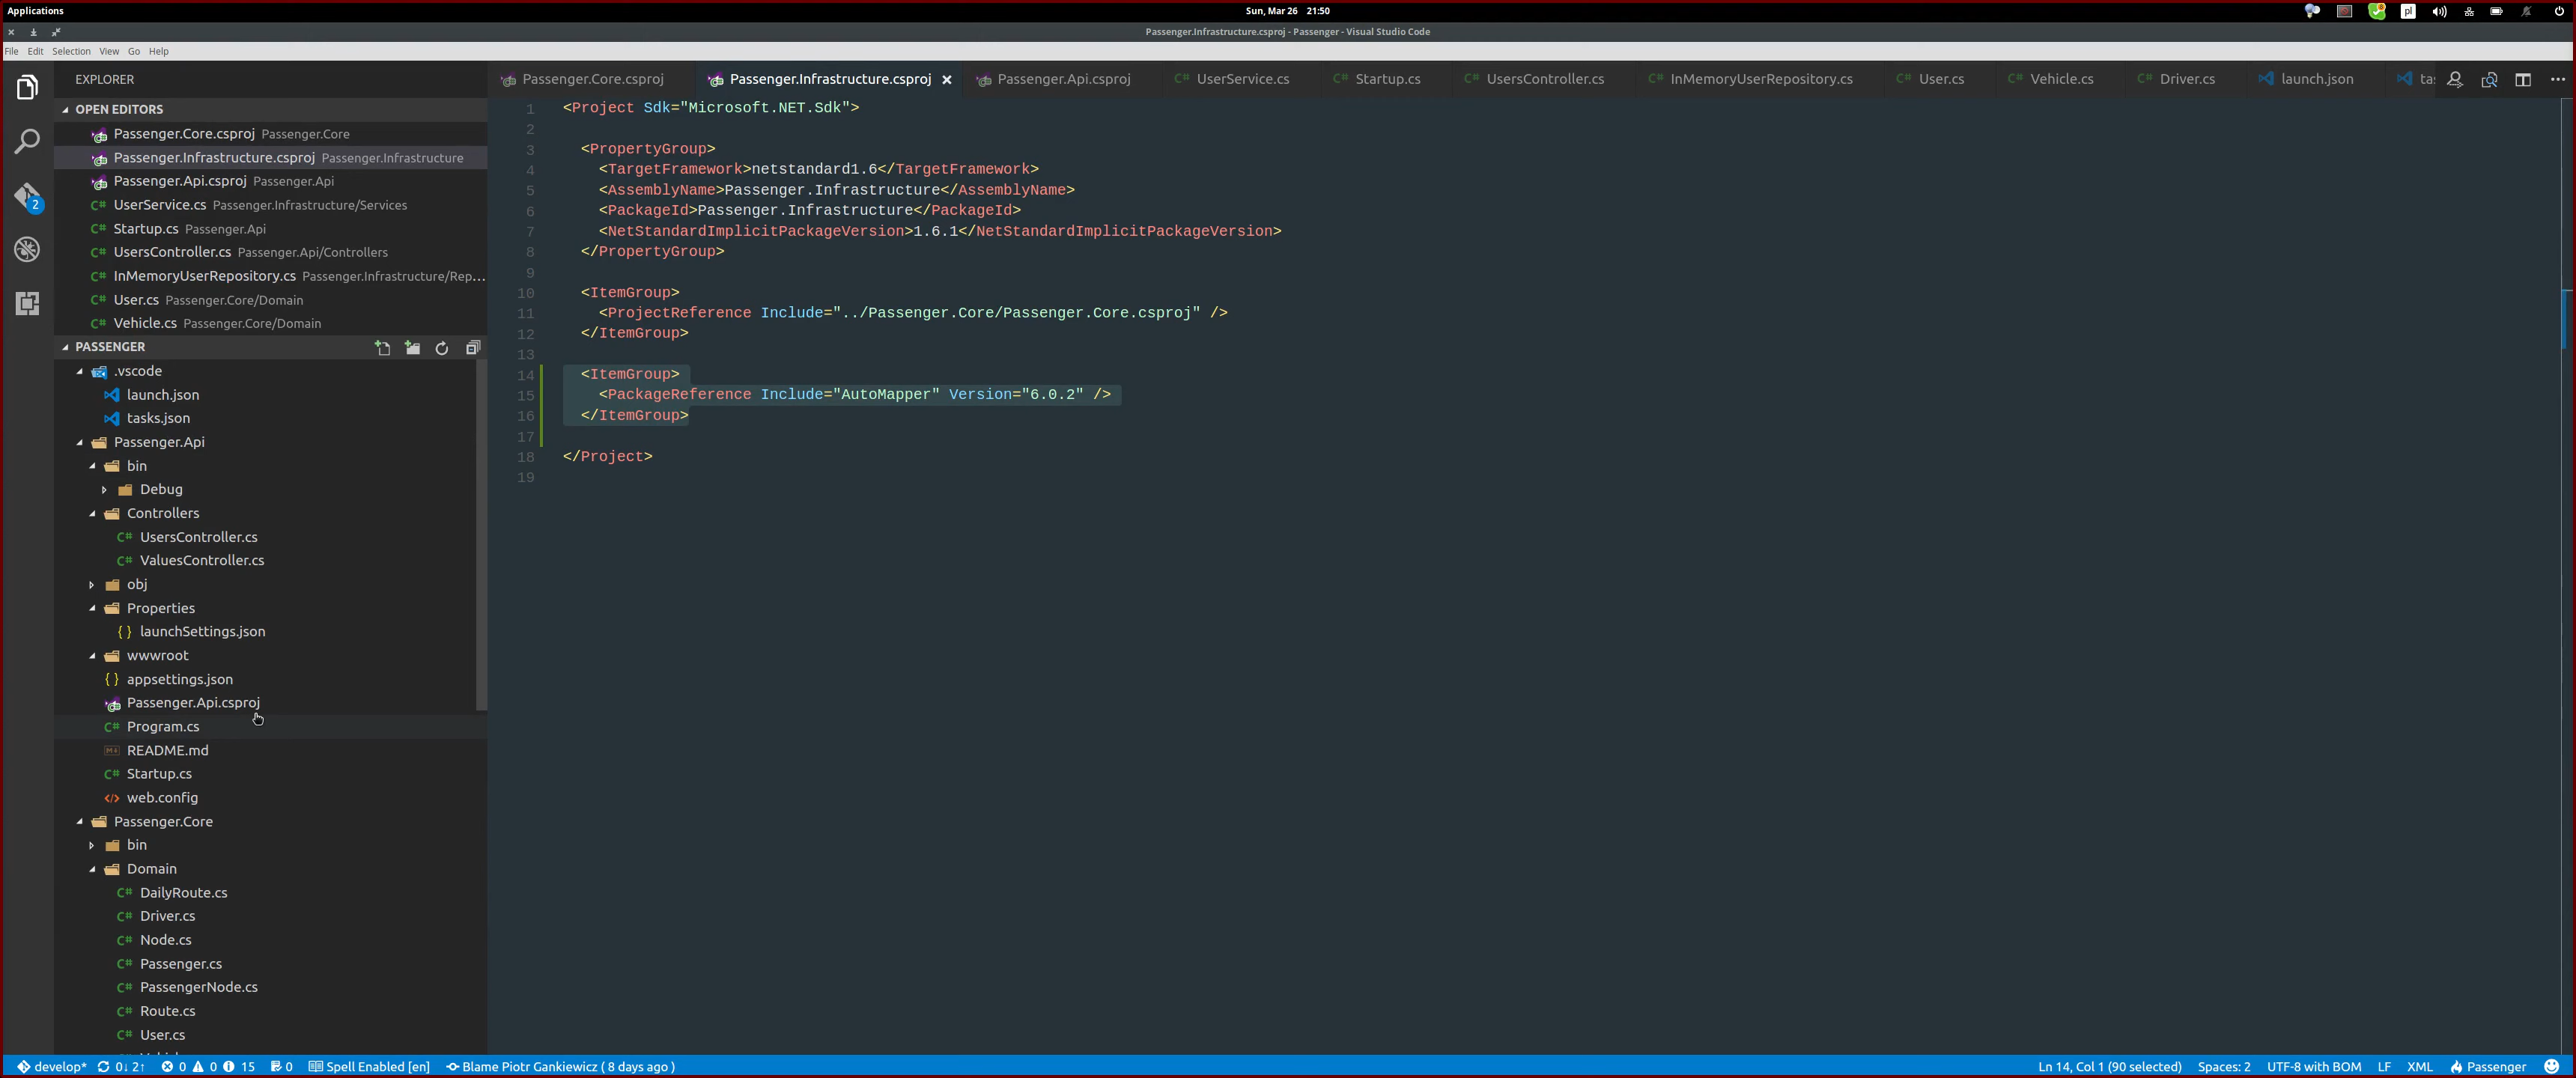 Applications
Sun, Mar 26 21:50
pl
Passenger.Infrastructure.csproj - Passenger - Visual Studio Code
File Edit Selection View Go Help
EXPLORER
OPEN EDITORS
Passenger.Core.csproj Passenger.Core
Passenger.Infrastructure.csproj Passenger.Infrastructure
Passenger.Api.csproj Passenger.Api
C# UserService.cs Passenger.Infrastructure/Services
C# Startup.cs Passenger.Api
C# UsersController.cs Passenger.Api/Controllers
C# InMemoryUserRepository.cs Passenger.Infrastructure/Rep...
C# User.cs Passenger.Core/Domain
C# Vehicle.cs Passenger.Core/Domain
2
PASSENGER
.vscode
launch.json
tasks.json
Passenger.Api
bin
Debug
Controllers
C# UsersController.cs
C# ValuesController.cs
obj
Properties
{ } launchSettings.json
wwwroot
{ } appsettings.json
Passenger.Api.csproj
C# Program.cs
README.md
C# Startup.cs
</> web.config
Passenger.Core
bin
Domain
C# DailyRoute.cs
C# Driver.cs
C# Node.cs
C# Passenger.cs
C# PassengerNode.cs
C# Route.cs
C# User.cs
Passenger.Core.csproj Passenger.Infrastructure.csproj Passenger.Api.csproj C# UserService.cs C# Startup.cs C# UsersController.cs C# InMemoryUserRepository.cs C# User.cs C# Vehicle.cs C# Driver.cs launch.json tas
1 <Project Sdk="Microsoft.NET.Sdk">
2
3 <PropertyGroup>
4 <TargetFramework>netstandard1.6</TargetFramework>
5 <AssemblyName>Passenger.Infrastructure</AssemblyName>
6 <PackageId>Passenger.Infrastructure</PackageId>
7 <NetStandardImplicitPackageVersion>1.6.1</NetStandardImplicitPackageVersion>
8 </PropertyGroup>
9
10 <ItemGroup>
11 <ProjectReference Include="../Passenger.Core/Passenger.Core.csproj" />
12 </ItemGroup>
13
14 <ItemGroup>
15 <PackageReference Include="AutoMapper" Version="6.0.2" />
16 </ItemGroup>
17
18 </Project>
19
develop* 0↓ 2↑ 0 0 15 0 Spell Enabled [en] Blame Piotr Gankiewicz ( 8 days ago )
Ln 14, Col 1 (90 selected) Spaces: 2 UTF-8 with BOM LF XML Passenger